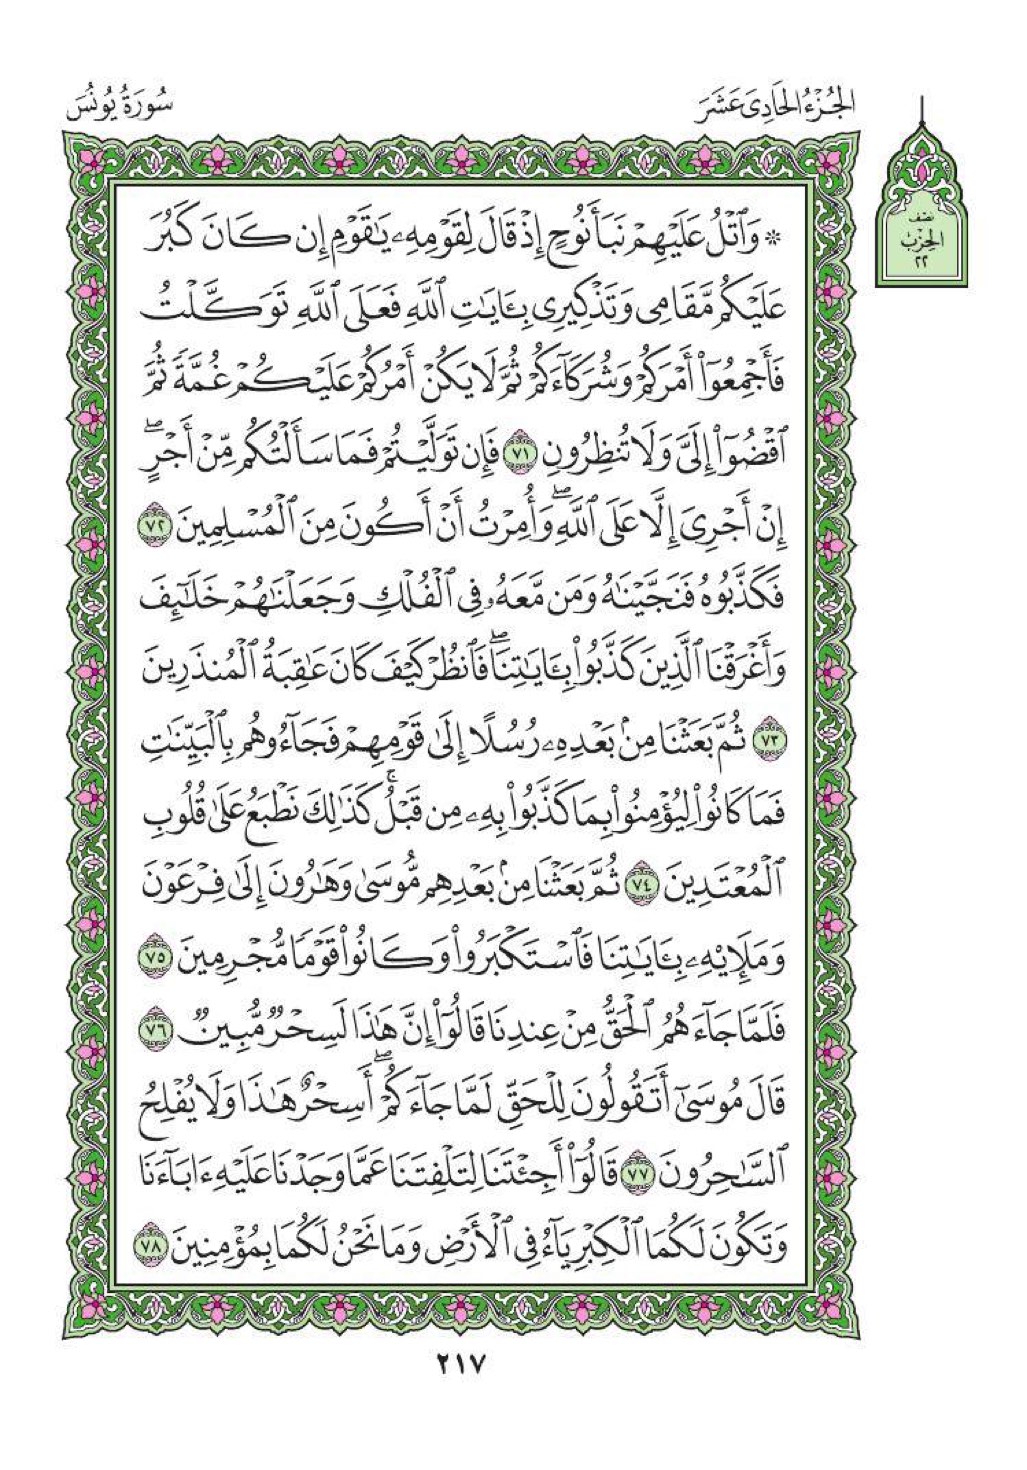 الجُزْءُ الحَادِىَ عَشَرَ
سُورَةُ يُونُسَ
نِصْف
الحِزْبُ
٢٢
* وَٱتْلُ عَلَيْهِمْ نَبَأَ نُوحٍ إِذْ قَالَ لِقَوْمِهِۦ يَٰقَوْمِ إِن كَانَ كَبُرَ
عَلَيْكُم مَّقَامِى وَتَذْكِيرِى بِـَٔايَٰتِ ٱللَّهِ فَعَلَى ٱللَّهِ تَوَكَّلْتُ
فَأَجْمِعُوٓا۟ أَمْرَكُمْ وَشُرَكَآءَكُمْ ثُمَّ لَا يَكُنْ أَمْرُكُمْ عَلَيْكُمْ غُمَّةً ثُمَّ
ٱقْضُوٓا۟ إِلَىَّ وَلَا تُنظِرُونِ ٧١ فَإِن تَوَلَّيْتُمْ فَمَا سَأَلْتُكُم مِّنْ أَجْرٍ ۖ
إِنْ أَجْرِىَ إِلَّا عَلَى ٱللَّهِ ۖ وَأُمِرْتُ أَنْ أَكُونَ مِنَ ٱلْمُسْلِمِينَ ٧٢
فَكَذَّبُوهُ فَنَجَّيْنَٰهُ وَمَن مَّعَهُۥ فِى ٱلْفُلْكِ وَجَعَلْنَٰهُمْ خَلَٰٓئِفَ
وَأَغْرَقْنَا ٱلَّذِينَ كَذَّبُوا۟ بِـَٔايَٰتِنَا ۖ فَٱنظُرْ كَيْفَ كَانَ عَٰقِبَةُ ٱلْمُنذَرِينَ
٧٣ ثُمَّ بَعَثْنَا مِنۢ بَعْدِهِۦ رُسُلًا إِلَىٰ قَوْمِهِمْ فَجَآءُوهُم بِٱلْبَيِّنَٰتِ
فَمَا كَانُوا۟ لِيُؤْمِنُوا۟ بِمَا كَذَّبُوا۟ بِهِۦ مِن قَبْلُ ۚ كَذَٰلِكَ نَطْبَعُ عَلَىٰ قُلُوبِ
ٱلْمُعْتَدِينَ ٧٤ ثُمَّ بَعَثْنَا مِنۢ بَعْدِهِم مُّوسَىٰ وَهَٰرُونَ إِلَىٰ فِرْعَوْنَ
وَمَلَإِي۟هِۦ بِـَٔايَٰتِنَا فَٱسْتَكْبَرُوا۟ وَكَانُوا۟ قَوْمًا مُّجْرِمِينَ ٧٥
فَلَمَّا جَآءَهُمُ ٱلْحَقُّ مِنْ عِندِنَا قَالُوٓا۟ إِنَّ هَٰذَا لَسِحْرٌ مُّبِينٌ ٧٦
قَالَ مُوسَىٰٓ أَتَقُولُونَ لِلْحَقِّ لَمَّا جَآءَكُمْ ۖ أَسِحْرٌ هَٰذَا وَلَا يُفْلِحُ
ٱلسَّٰحِرُونَ ٧٧ قَالُوٓا۟ أَجِئْتَنَا لِتَلْفِتَنَا عَمَّا وَجَدْنَا عَلَيْهِ ءَابَآءَنَا
وَتَكُونَ لَكُمَا ٱلْكِبْرِيَآءُ فِى ٱلْأَرْضِ وَمَا نَحْنُ لَكُمَا بِمُؤْمِنِينَ ٧٨
٢١٧